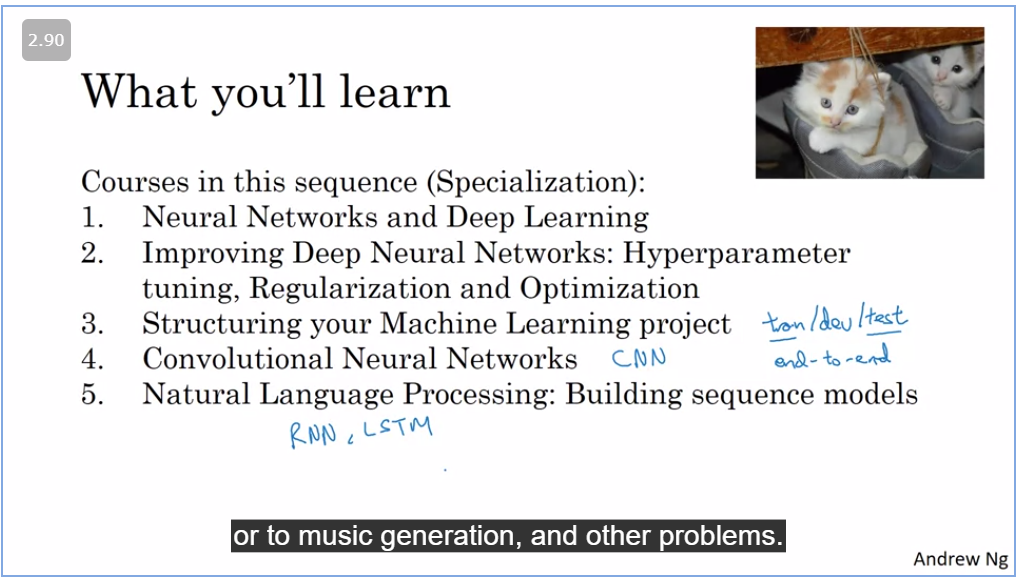 2.90
What you’ll learn
Courses in this sequence (Specialization):
1. Neural Networks and Deep Learning
2. Improving Deep Neural Networks: Hyperparameter
tuning, Regularization and Optimization
3. Structuring your Machine Learning project train/dev/test
4. Convolutional Neural Networks CNN end-to-end
5. Natural Language Processing: Building sequence models
RNN, LSTM
or to music generation, and other problems.
Andrew Ng